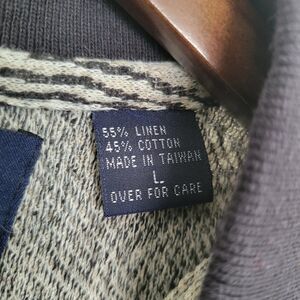 55% LINEN
45% COTTON
MADE IN TAIWAN
L
OVER FOR CARE